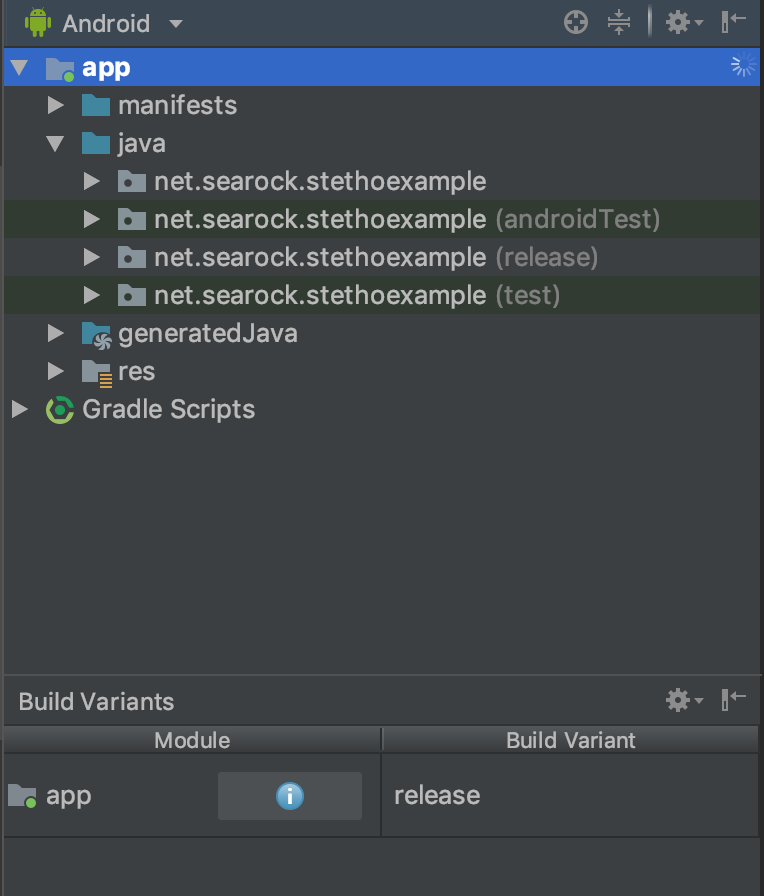 Android
app
manifests
java
net.searock.stethoexample
net.searock.stethoexample (androidTest)
net.searock.stethoexample (release)
net.searock.stethoexample (test)
generatedJava
res
Gradle Scripts
Build Variants
Module Build Variant
app release